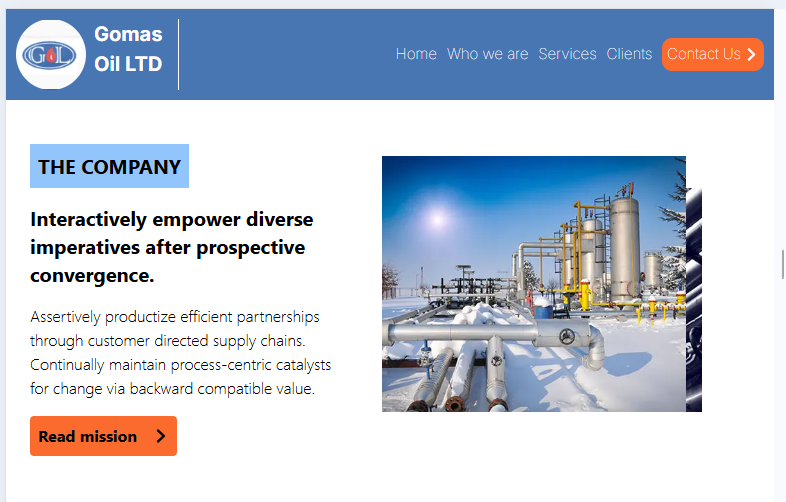 GOL
Gomas
Oil LTD
Home Who we are Services Clients Contact Us
THE COMPANY
Interactively empower diverse
imperatives after prospective
convergence.
Assertively productize efficient partnerships
through customer directed supply chains.
Continually maintain process-centric catalysts
for change via backward compatible value.
Read mission